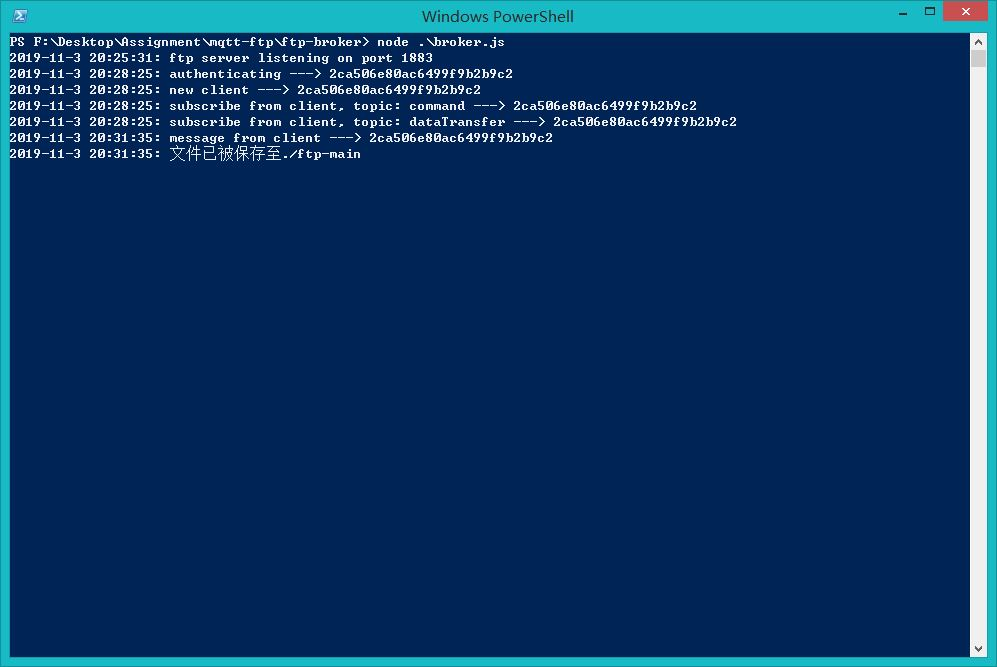 Windows PowerShell
PS F:\Desktop\Assignment\mqtt-ftp\ftp-broker> node .\broker.js
2019-11-3 20:25:31: ftp server listening on port 1883
2019-11-3 20:28:25: authenticating ---> 2ca506e80ac6499f9b2b9c2
2019-11-3 20:28:25: new client ---> 2ca506e80ac6499f9b2b9c2
2019-11-3 20:28:25: subscribe from client, topic: command ---> 2ca506e80ac6499f9b2b9c2
2019-11-3 20:28:25: subscribe from client, topic: dataTransfer ---> 2ca506e80ac6499f9b2b9c2
2019-11-3 20:31:35: message from client ---> 2ca506e80ac6499f9b2b9c2
2019-11-3 20:31:35: 文件已被保存至./ftp-main